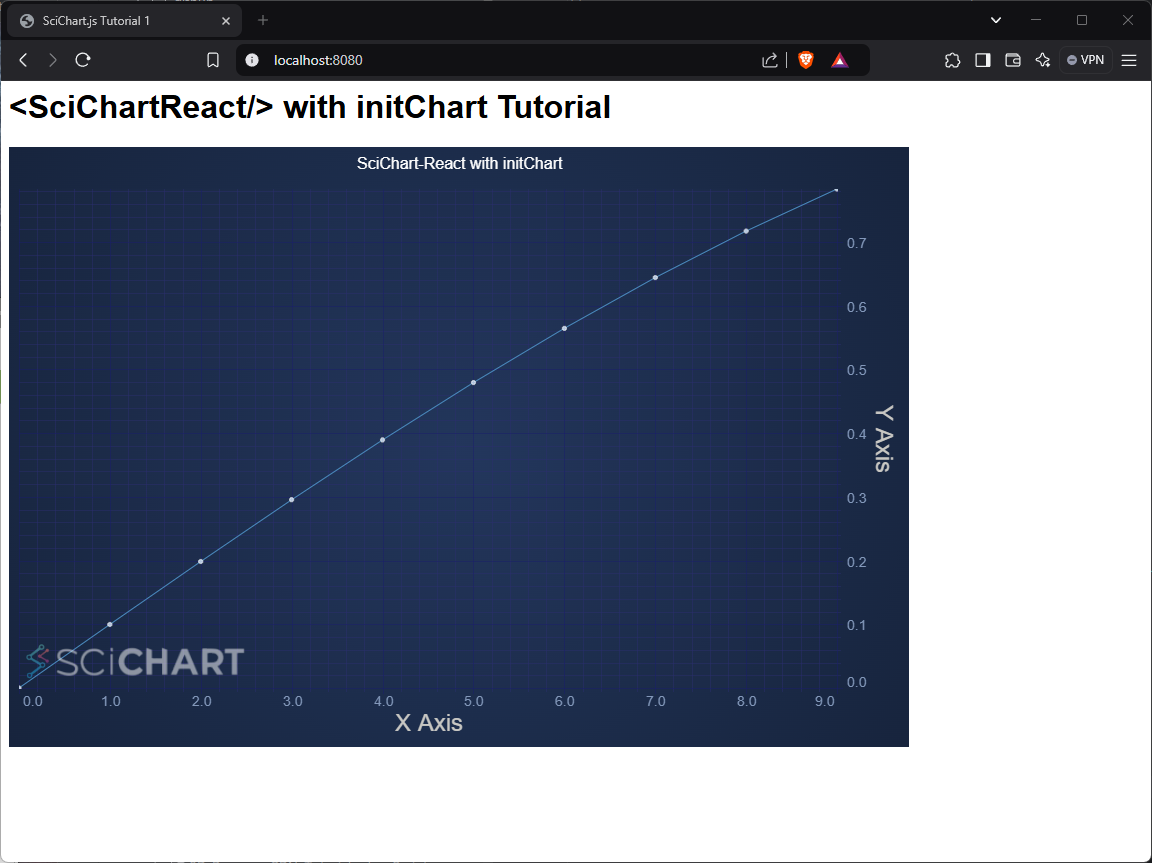 SciChart.js Tutorial 1
localhost:8080
VPN
<SciChartReact/> with initChart Tutorial
SciChart-React with initChart
0.7
0.6
0.5
0.4
0.3
0.2
0.1
0.0
Y Axis
SCiCHART
0.0 1.0 2.0 3.0 4.0 5.0 6.0 7.0 8.0 9.0
X Axis